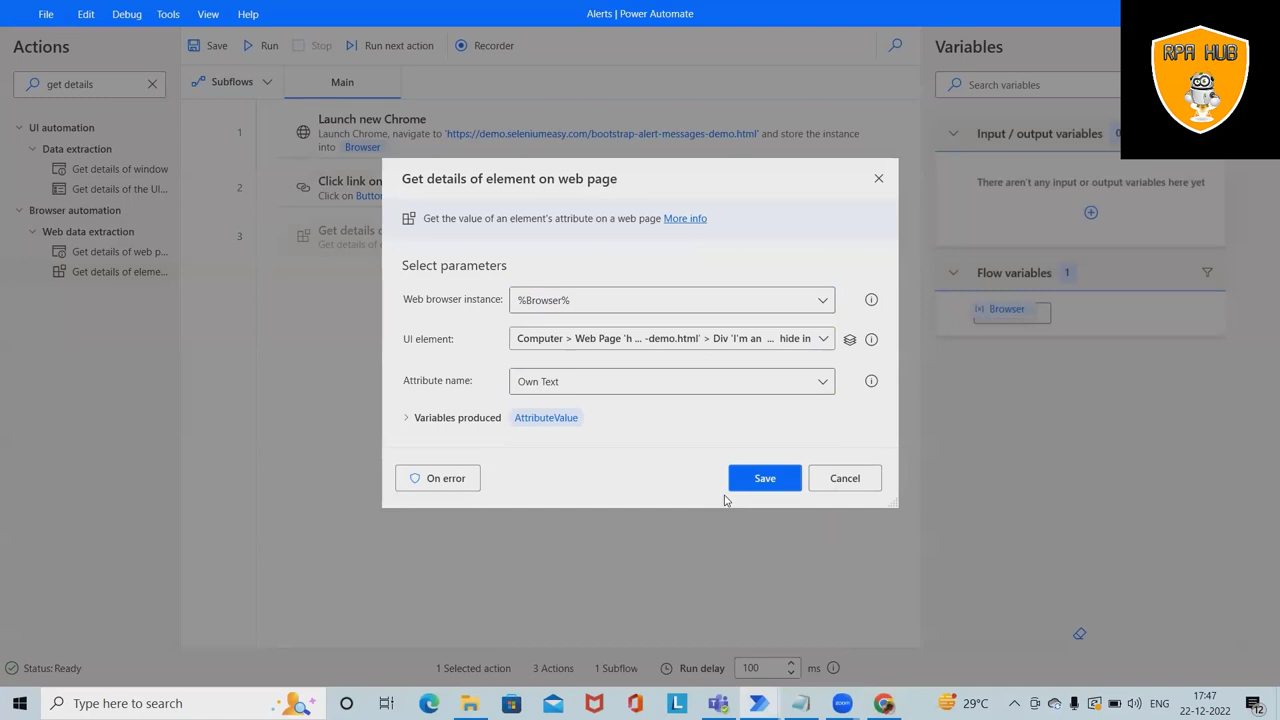 File Edit Debug Tools View Help
Alerts | Power Automate
RPA HUB
Actions
get details
UI automation
Data extraction
Get details of window
Get details of the UI...
Browser automation
Web data extraction
Get details of web p...
Get details of eleme...
Save Run Stop Run next action Recorder
Subflows Main
1
Launch new Chrome
Launch Chrome, navigate to 'https://demo.seleniumeasy.com/bootstrap-alert-messages-demo.html' and store the instance
into Browser
2
Click link on
Click on Button
3
Get details o
Get details of e
Get details of element on web page
Get the value of an element's attribute on a web page More info
Select parameters
Web browser instance: %Browser%
UI element: Computer > Web Page 'h ... -demo.html' > Div 'I'm an ... hide in
Attribute name: Own Text
Variables produced AttributeValue
On error Save Cancel
Variables
Search variables
Input / output variables 0
There aren't any input or output variables here yet
Flow variables 1
(x) Browser
Status: Ready 1 Selected action 3 Actions 1 Subflow Run delay 100 ms
Type here to search
L
zoom
29°C
ENG
17:47
22-12-2022
12